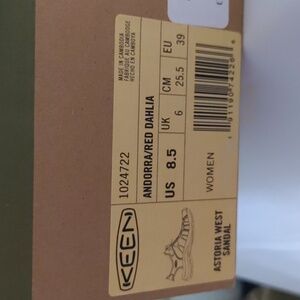 KEEN
ASTORIA WEST
SANDAL
1024722
ANDORRA/RED DAHLIA
US 8.5
UK 6
CM 25.5
EU 39
WOMEN
MADE IN CAMBODIA
FABRIQUÉ AU CAMBODGE
HECHO EN CAMBOYA